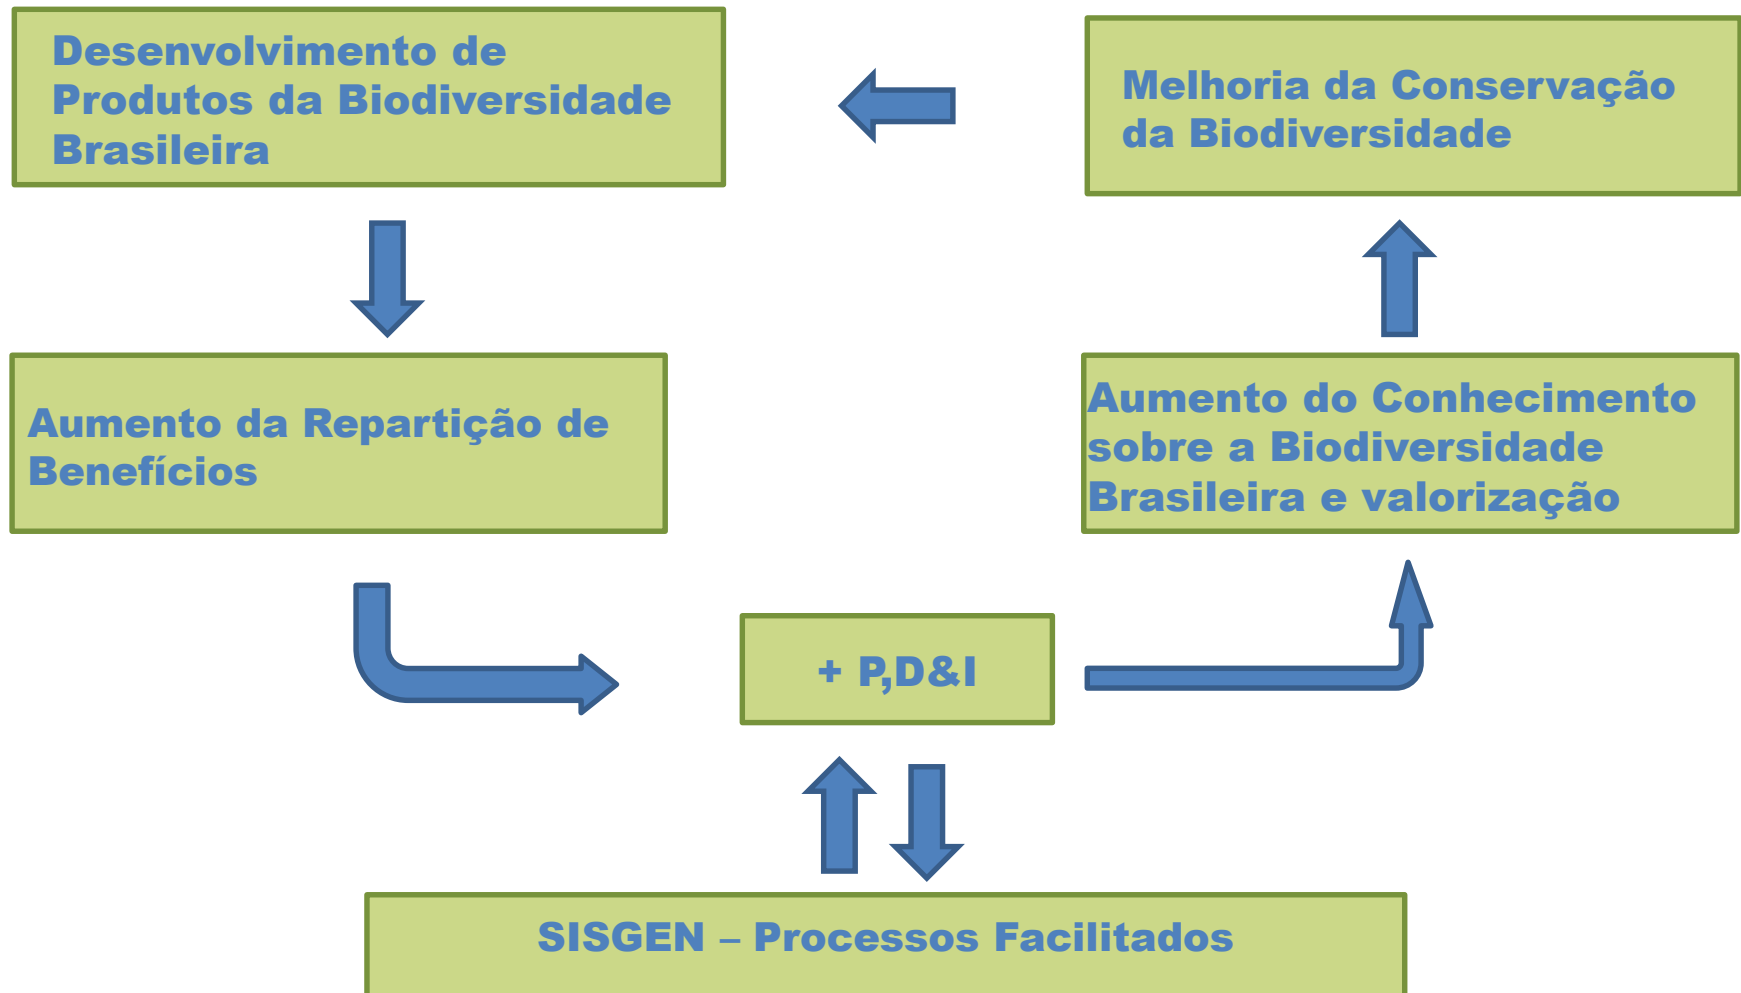 Desenvolvimento de
Produtos da Biodiversidade
Brasileira
Melhoria da Conservação
da Biodiversidade
Aumento da Repartição de
Benefícios
Aumento do Conhecimento
sobre a Biodiversidade
Brasileira e valorização
+ P,D&I
SISGEN – Processos Facilitados